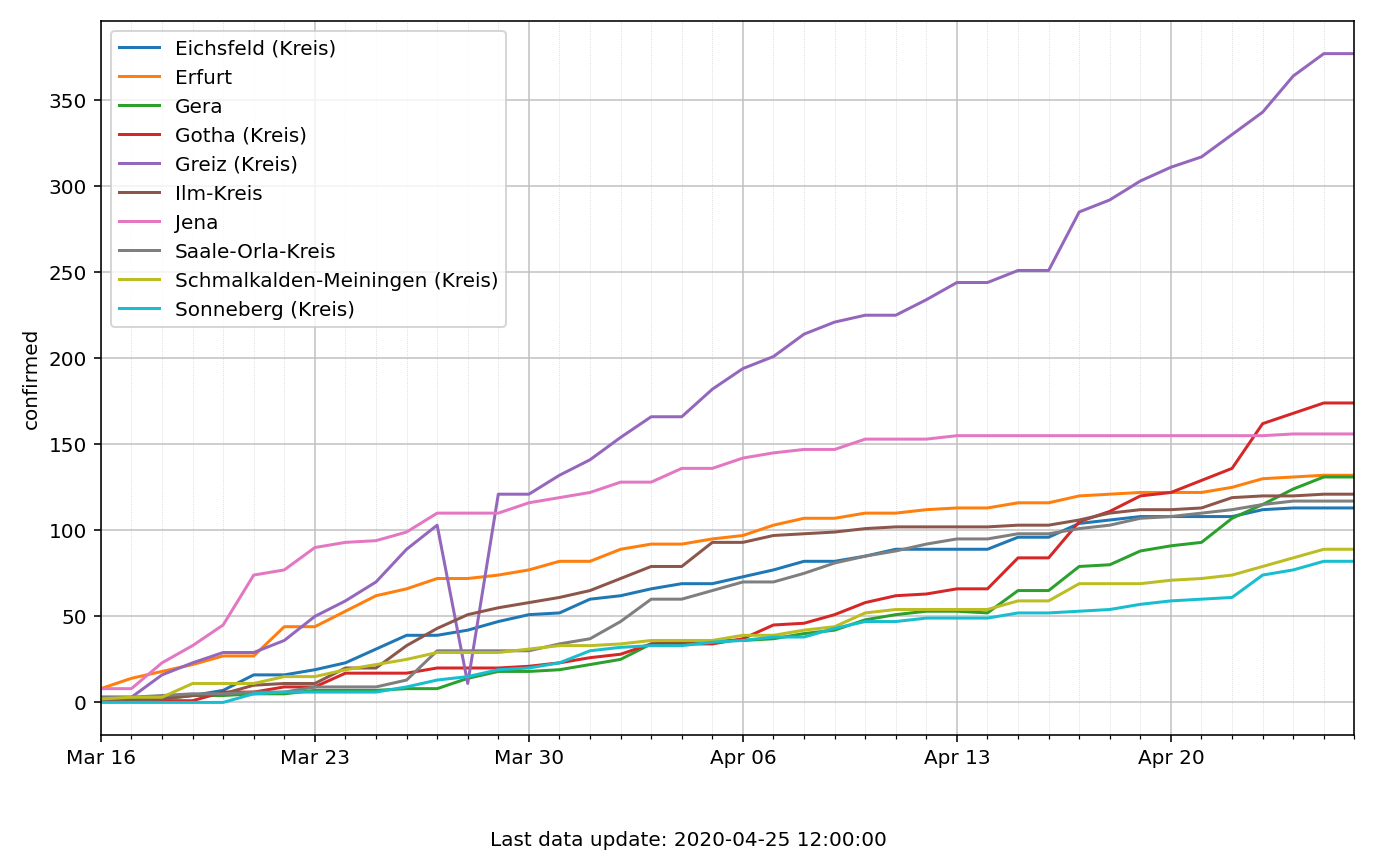 Eichsfeld (Kreis)
Erfurt
Gera
Gotha (Kreis)
Greiz (Kreis)
Ilm-Kreis
Jena
Saale-Orla-Kreis
Schmalkalden-Meiningen (Kreis)
Sonneberg (Kreis)
350
300
250
200
150
100
50
0
confirmed
Mar 16 Mar 23 Mar 30 Apr 06 Apr 13 Apr 20
Last data update: 2020-04-25 12:00:00